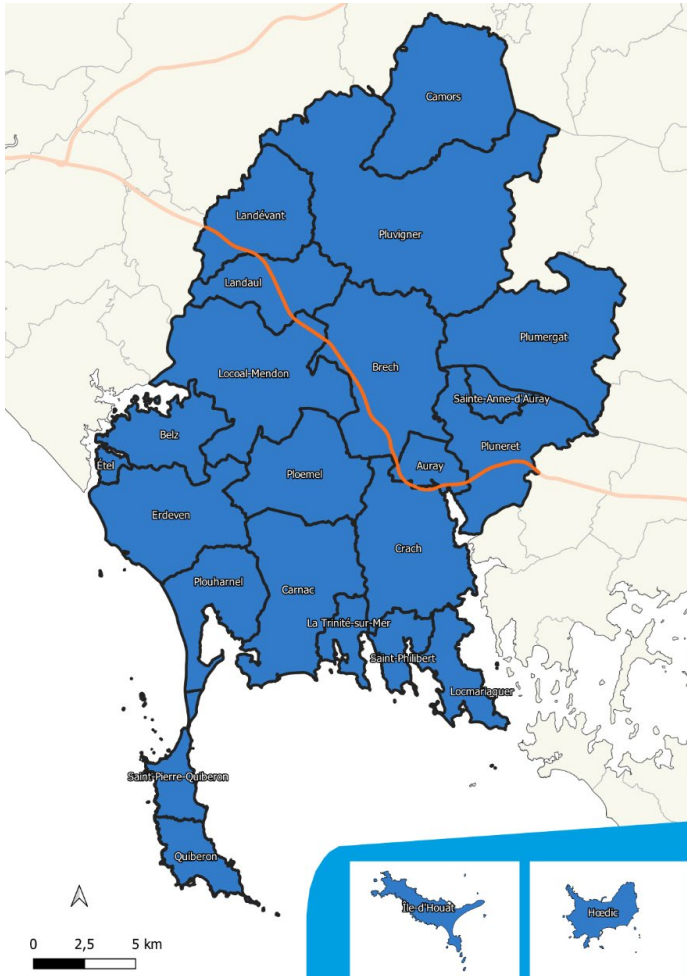 Camors
Landévant
Pluvigner
Landaul
Plumergat
Brech
Locoal-Mendon
Sainte-Anne-d'Auray
Belz
Pluneret
Étel
Ploemel
Auray
Erdeven
Crach
Plouharnel
Carnac
La Trinité-sur-Mer
Saint-Philibert
Locmariaquer
Saint-Pierre-Quiberon
Quiberon
Île-d'Houat
Hœdic
0 2,5 5 km